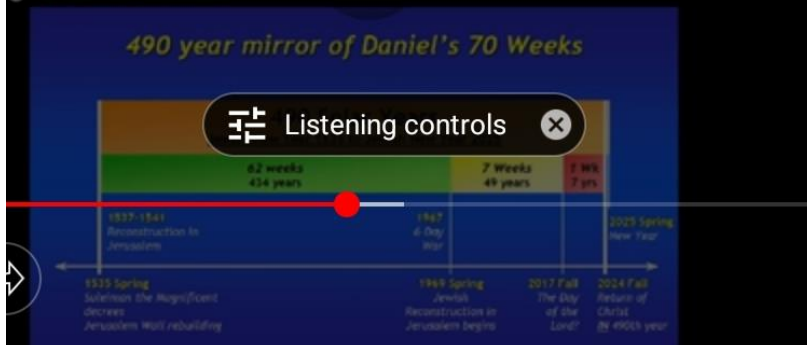 490 year mirror of Daniel's 70 Weeks
Listening controls
62 weeks
434 years
7 Weeks
49 years
1 Wk
7 yrs
1537-1541
Reconstruction in
Jerusalem
1967
6-Day
War
2025 Spring
New Year
1535 Spring
Suleiman the Magnificent
decrees
Jerusalem Wall rebuilding
1969 Spring
Jewish
Reconstruction in
Jerusalem begins
2017 Fall
The Day
of the
Lord?
2024 Fall
Return of
Christ
IN 490th year